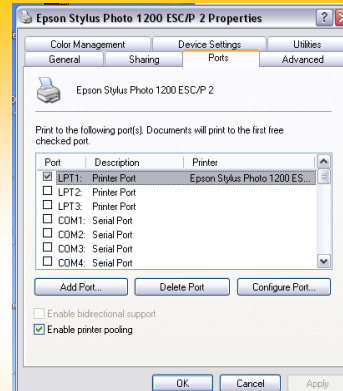 Epson Stylus Photo 1200 ESC/P 2 Properties
Color Management Device Settings Utilities
General Sharing Ports Advanced
Epson Stylus Photo 1200 ESC/P 2
Print to the following port(s). Documents will print to the first free
checked port.
Port Description Printer
LPT1: Printer Port Epson Stylus Photo 1200 ES...
LPT2: Printer Port
LPT3: Printer Port
COM1: Serial Port
COM2: Serial Port
COM3: Serial Port
COM4: Serial Port
Add Port... Delete Port Configure Port...
Enable bidirectional support
Enable printer pooling
OK Cancel Apply